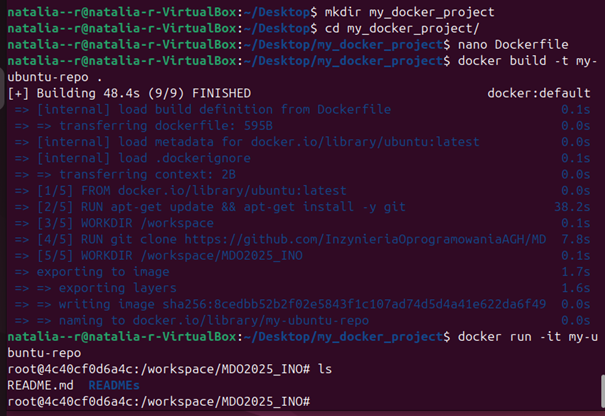 natalia--r@natalia-r-VirtualBox:~/Desktop$ mkdir my_docker_project
natalia--r@natalia-r-VirtualBox:~/Desktop$ cd my_docker_project/
natalia--r@natalia-r-VirtualBox:~/Desktop/my_docker_project$ nano Dockerfile
natalia--r@natalia-r-VirtualBox:~/Desktop/my_docker_project$ docker build -t my-
ubuntu-repo .
[+] Building 48.4s (9/9) FINISHED docker:default
=> [internal] load build definition from Dockerfile 0.1s
=> => transferring dockerfile: 595B 0.0s
=> [internal] load metadata for docker.io/library/ubuntu:latest 0.0s
=> [internal] load .dockerignore 0.1s
=> => transferring context: 2B 0.0s
=> [1/5] FROM docker.io/library/ubuntu:latest 0.0s
=> [2/5] RUN apt-get update && apt-get install -y git 38.2s
=> [3/5] WORKDIR /workspace 0.1s
=> [4/5] RUN git clone https://github.com/InzynieriaOprogramowaniaAGH/MD 7.8s
=> [5/5] WORKDIR /workspace/MDO2025_INO 0.1s
=> exporting to image 1.7s
=> => exporting layers 1.6s
=> => writing image sha256:8cedbb52b2f02e5843f1c107ad74d5d4a41e622da6f49 0.0s
=> => naming to docker.io/library/my-ubuntu-repo 0.0s
natalia--r@natalia-r-VirtualBox:~/Desktop/my_docker_project$ docker run -it my-u
buntu-repo
root@4c40cf0d6a4c:/workspace/MDO2025_INO# ls
README.md READMEs
root@4c40cf0d6a4c:/workspace/MDO2025_INO#